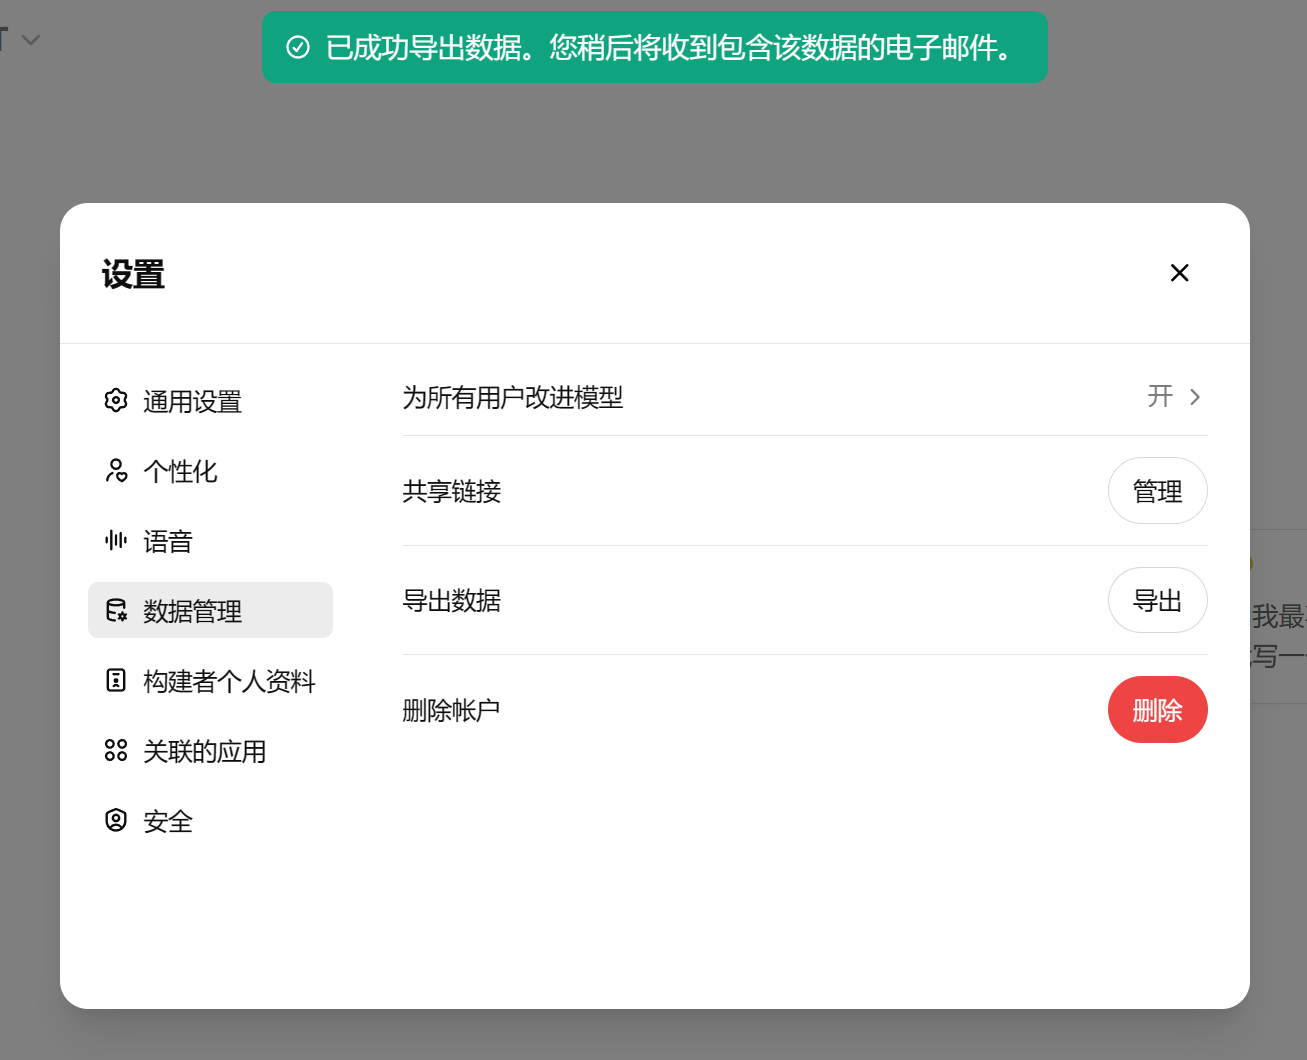 T
已成功导出数据。您稍后将收到包含该数据的电子邮件。
设置
通用设置
个性化
语音
数据管理
构建者个人资料
关联的应用
安全
为所有用户改进模型 开
共享链接 管理
导出数据 导出
删除帐户 删除
我最
写一